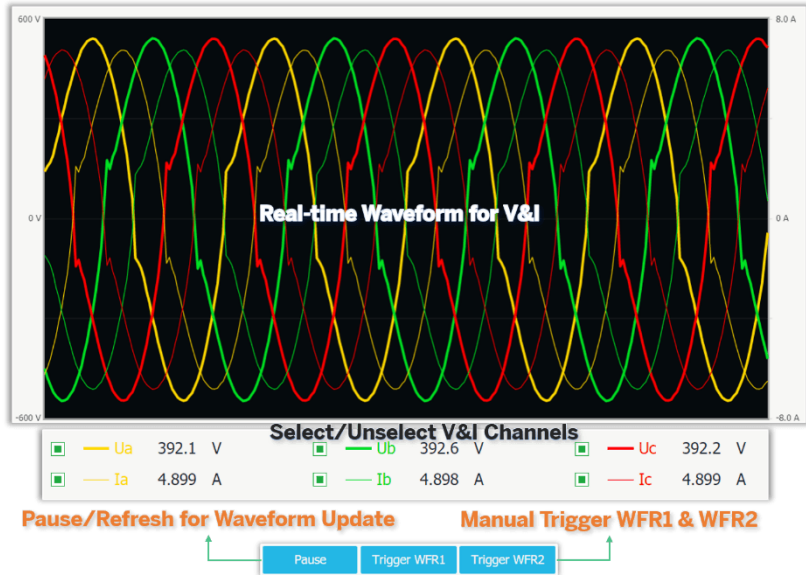 600 V
8.0 A
0 V
Real-time Waveform for V&I
0 A
-600 V
-8.0 A
Select/Unselect V&I Channels
Ua 392.1 V
Ub 392.6 V
Uc 392.2 V
Ia 4.899 A
Ib 4.898 A
Ic 4.899 A
Pause/Refresh for Waveform Update
Manual Trigger WFR1 & WFR2
Pause
Trigger WFR1
Trigger WFR2